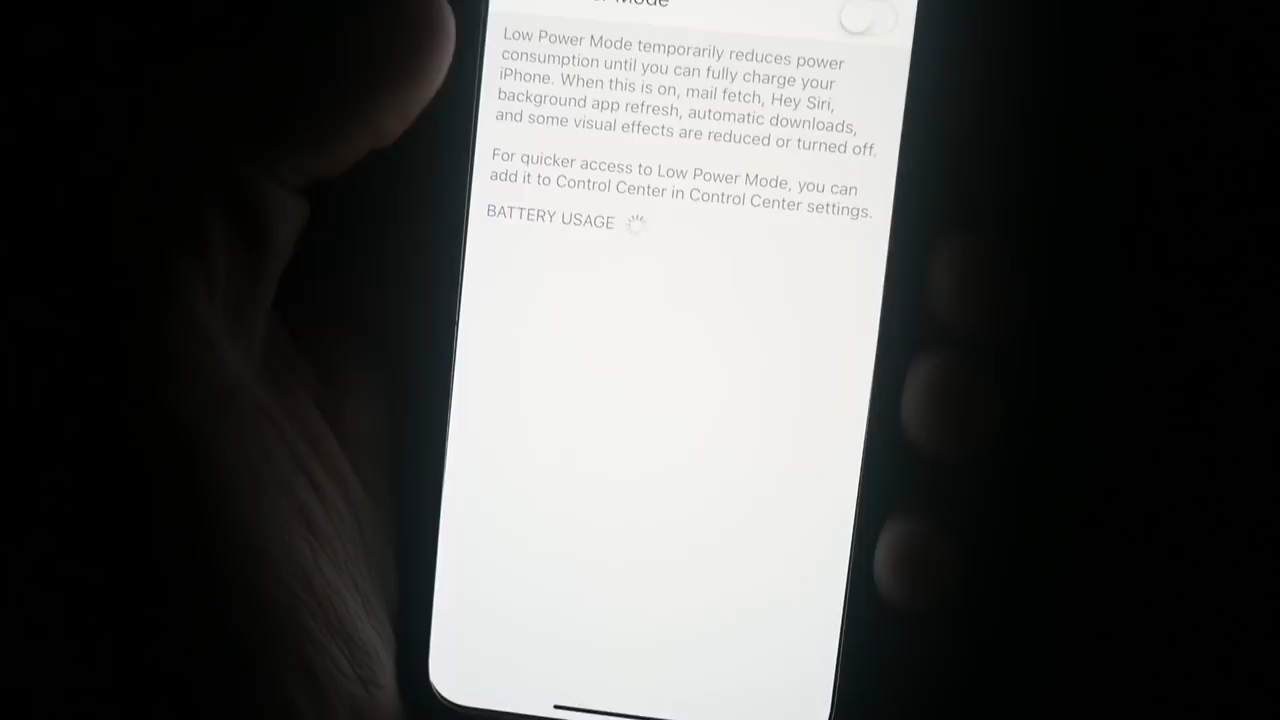 Mode
Low Power Mode temporarily reduces power
consumption until you can fully charge your
iPhone. When this is on, mail fetch, Hey Siri,
background app refresh, automatic downloads,
and some visual effects are reduced or turned off.
For quicker access to Low Power Mode, you can
add it to Control Center in Control Center settings.
BATTERY USAGE